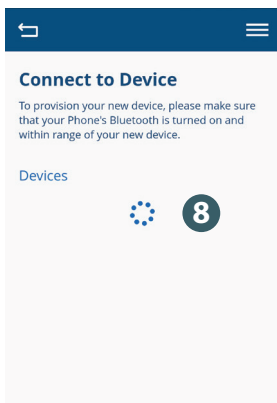 Connect to Device
To provision your new device, please make sure
that your Phone's Bluetooth is turned on and
within range of your new device.
Devices
8